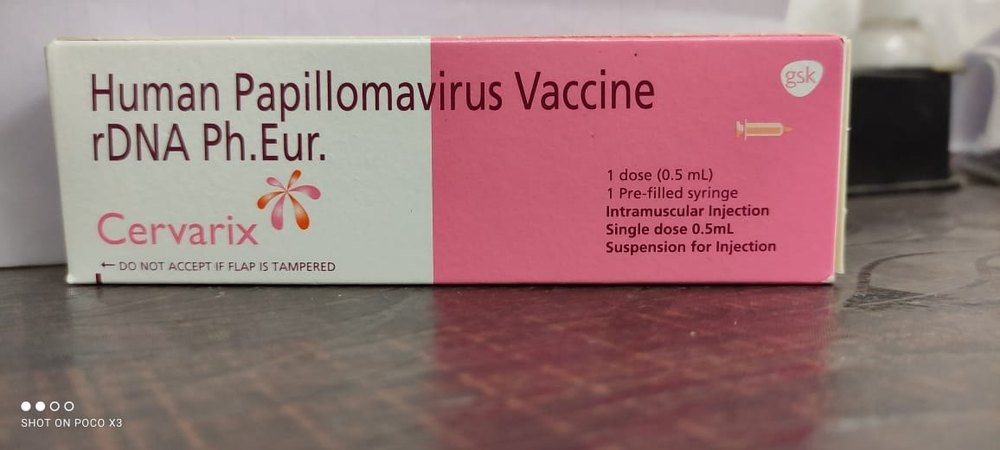 Human Papillomavirus Vaccine
rDNA Ph.Eur.
gsk
Cervarix
← DO NOT ACCEPT IF FLAP IS TAMPERED
1 dose (0.5 mL)
1 Pre-filled syringe
Intramuscular Injection
Single dose 0.5mL
Suspension for Injection
SHOT ON POCO X3